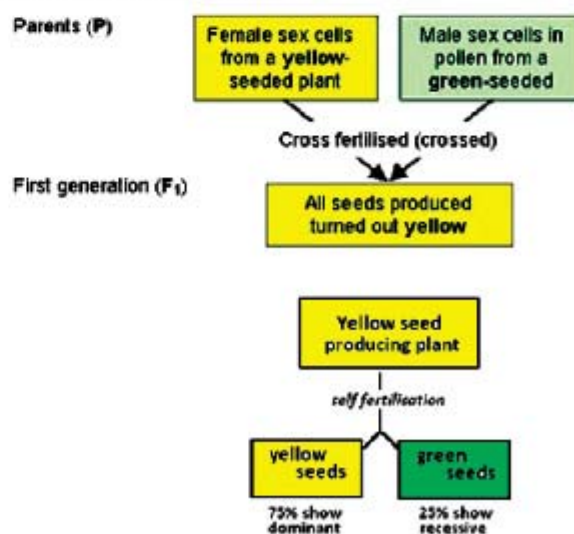 Parents (P)
Female sex cells
from a yellow-
seeded plant
Male sex cells in
pollen from a
green-seeded
Cross fertilised (crossed)
First generation (F₁)
All seeds produced
turned out yellow
Yellow seed
producing plant
self fertilisation
yellow
seeds
green
seeds
75% show
dominant
25% show
recessive